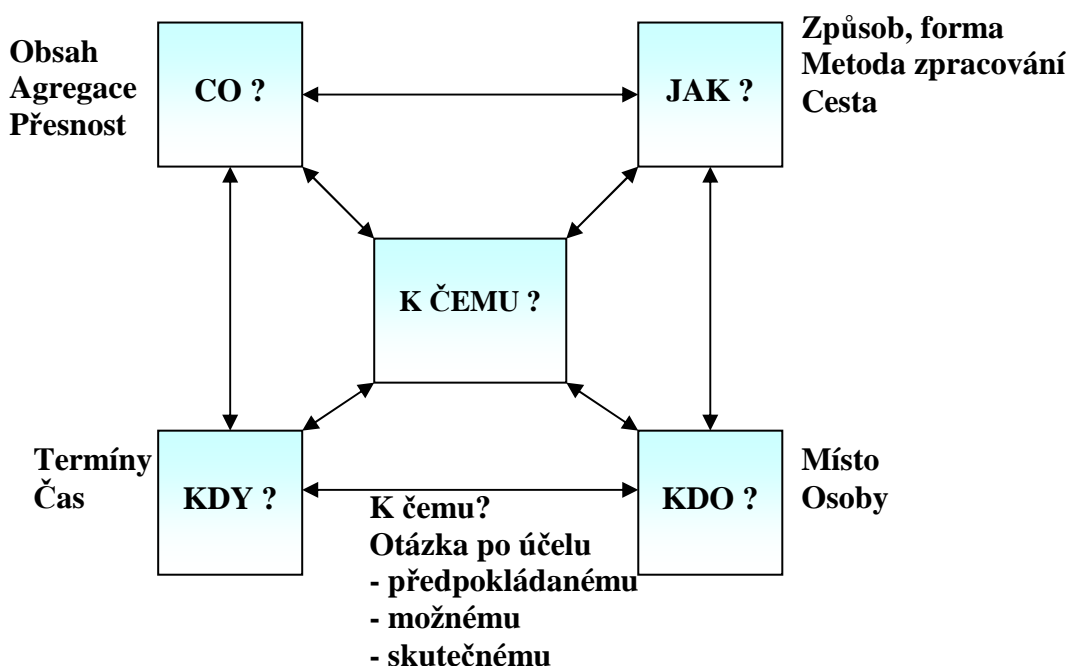 Obsah
Agregace
Přesnost
CO ?
JAK ?
Způsob, forma
Metoda zpracování
Cesta
K ČEMU ?
Termíny
Čas
KDY ?
K čemu?
Otázka po účelu
- předpokládanému
- možnému
- skutečnému
KDO ?
Místo
Osoby